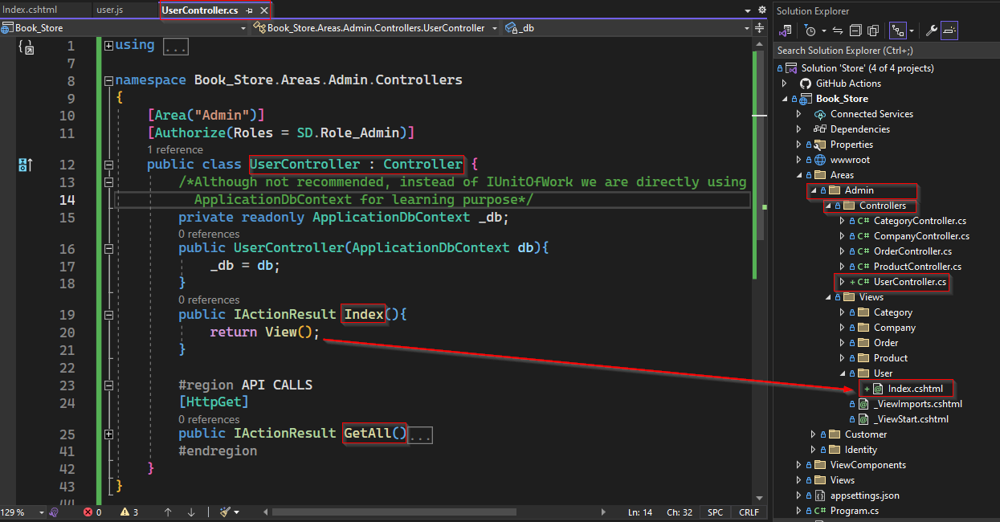 Index.cshtml user.js UserController.cs
Book_Store Book_Store.Areas.Admin.Controllers.UserController _db
1 using ...
7
8 namespace Book_Store.Areas.Admin.Controllers
9 {
10 [Area("Admin")]
11 [Authorize(Roles = SD.Role_Admin)]
1 reference
12 public class UserController : Controller {
13 /*Although not recommended, instead of IUnitOfWork we are directly using
14 ApplicationDbContext for learning purpose*/
15 private readonly ApplicationDbContext _db;
0 references
16 public UserController(ApplicationDbContext db){
17 _db = db;
18 }
0 references
19 public IActionResult Index(){
20 return View();
21 }
22
23 #region API CALLS
24 [HttpGet]
0 references
25 public IActionResult GetAll()...
41 #endregion
42 }
43 }
44
129 % 0 3 Ln: 14 Ch: 32 SPC CRLF
Solution Explorer
Search Solution Explorer (Ctrl+;)
Solution 'Store' (4 of 4 projects)
GitHub Actions
Book_Store
Connected Services
Dependencies
Properties
wwwroot
Areas
Admin
Controllers
C# CategoryController.cs
C# CompanyController.cs
C# OrderController.cs
C# ProductController.cs
+ C# UserController.cs
Views
Category
Company
Order
Product
User
+ Index.cshtml
_ViewImports.cshtml
_ViewStart.cshtml
Customer
Identity
ViewComponents
Views
appsettings.json
C# Program.cs